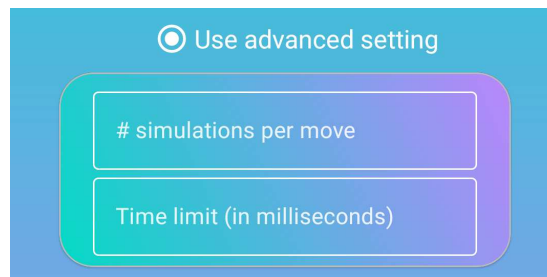 Use advanced setting
# simulations per move
Time limit (in milliseconds)